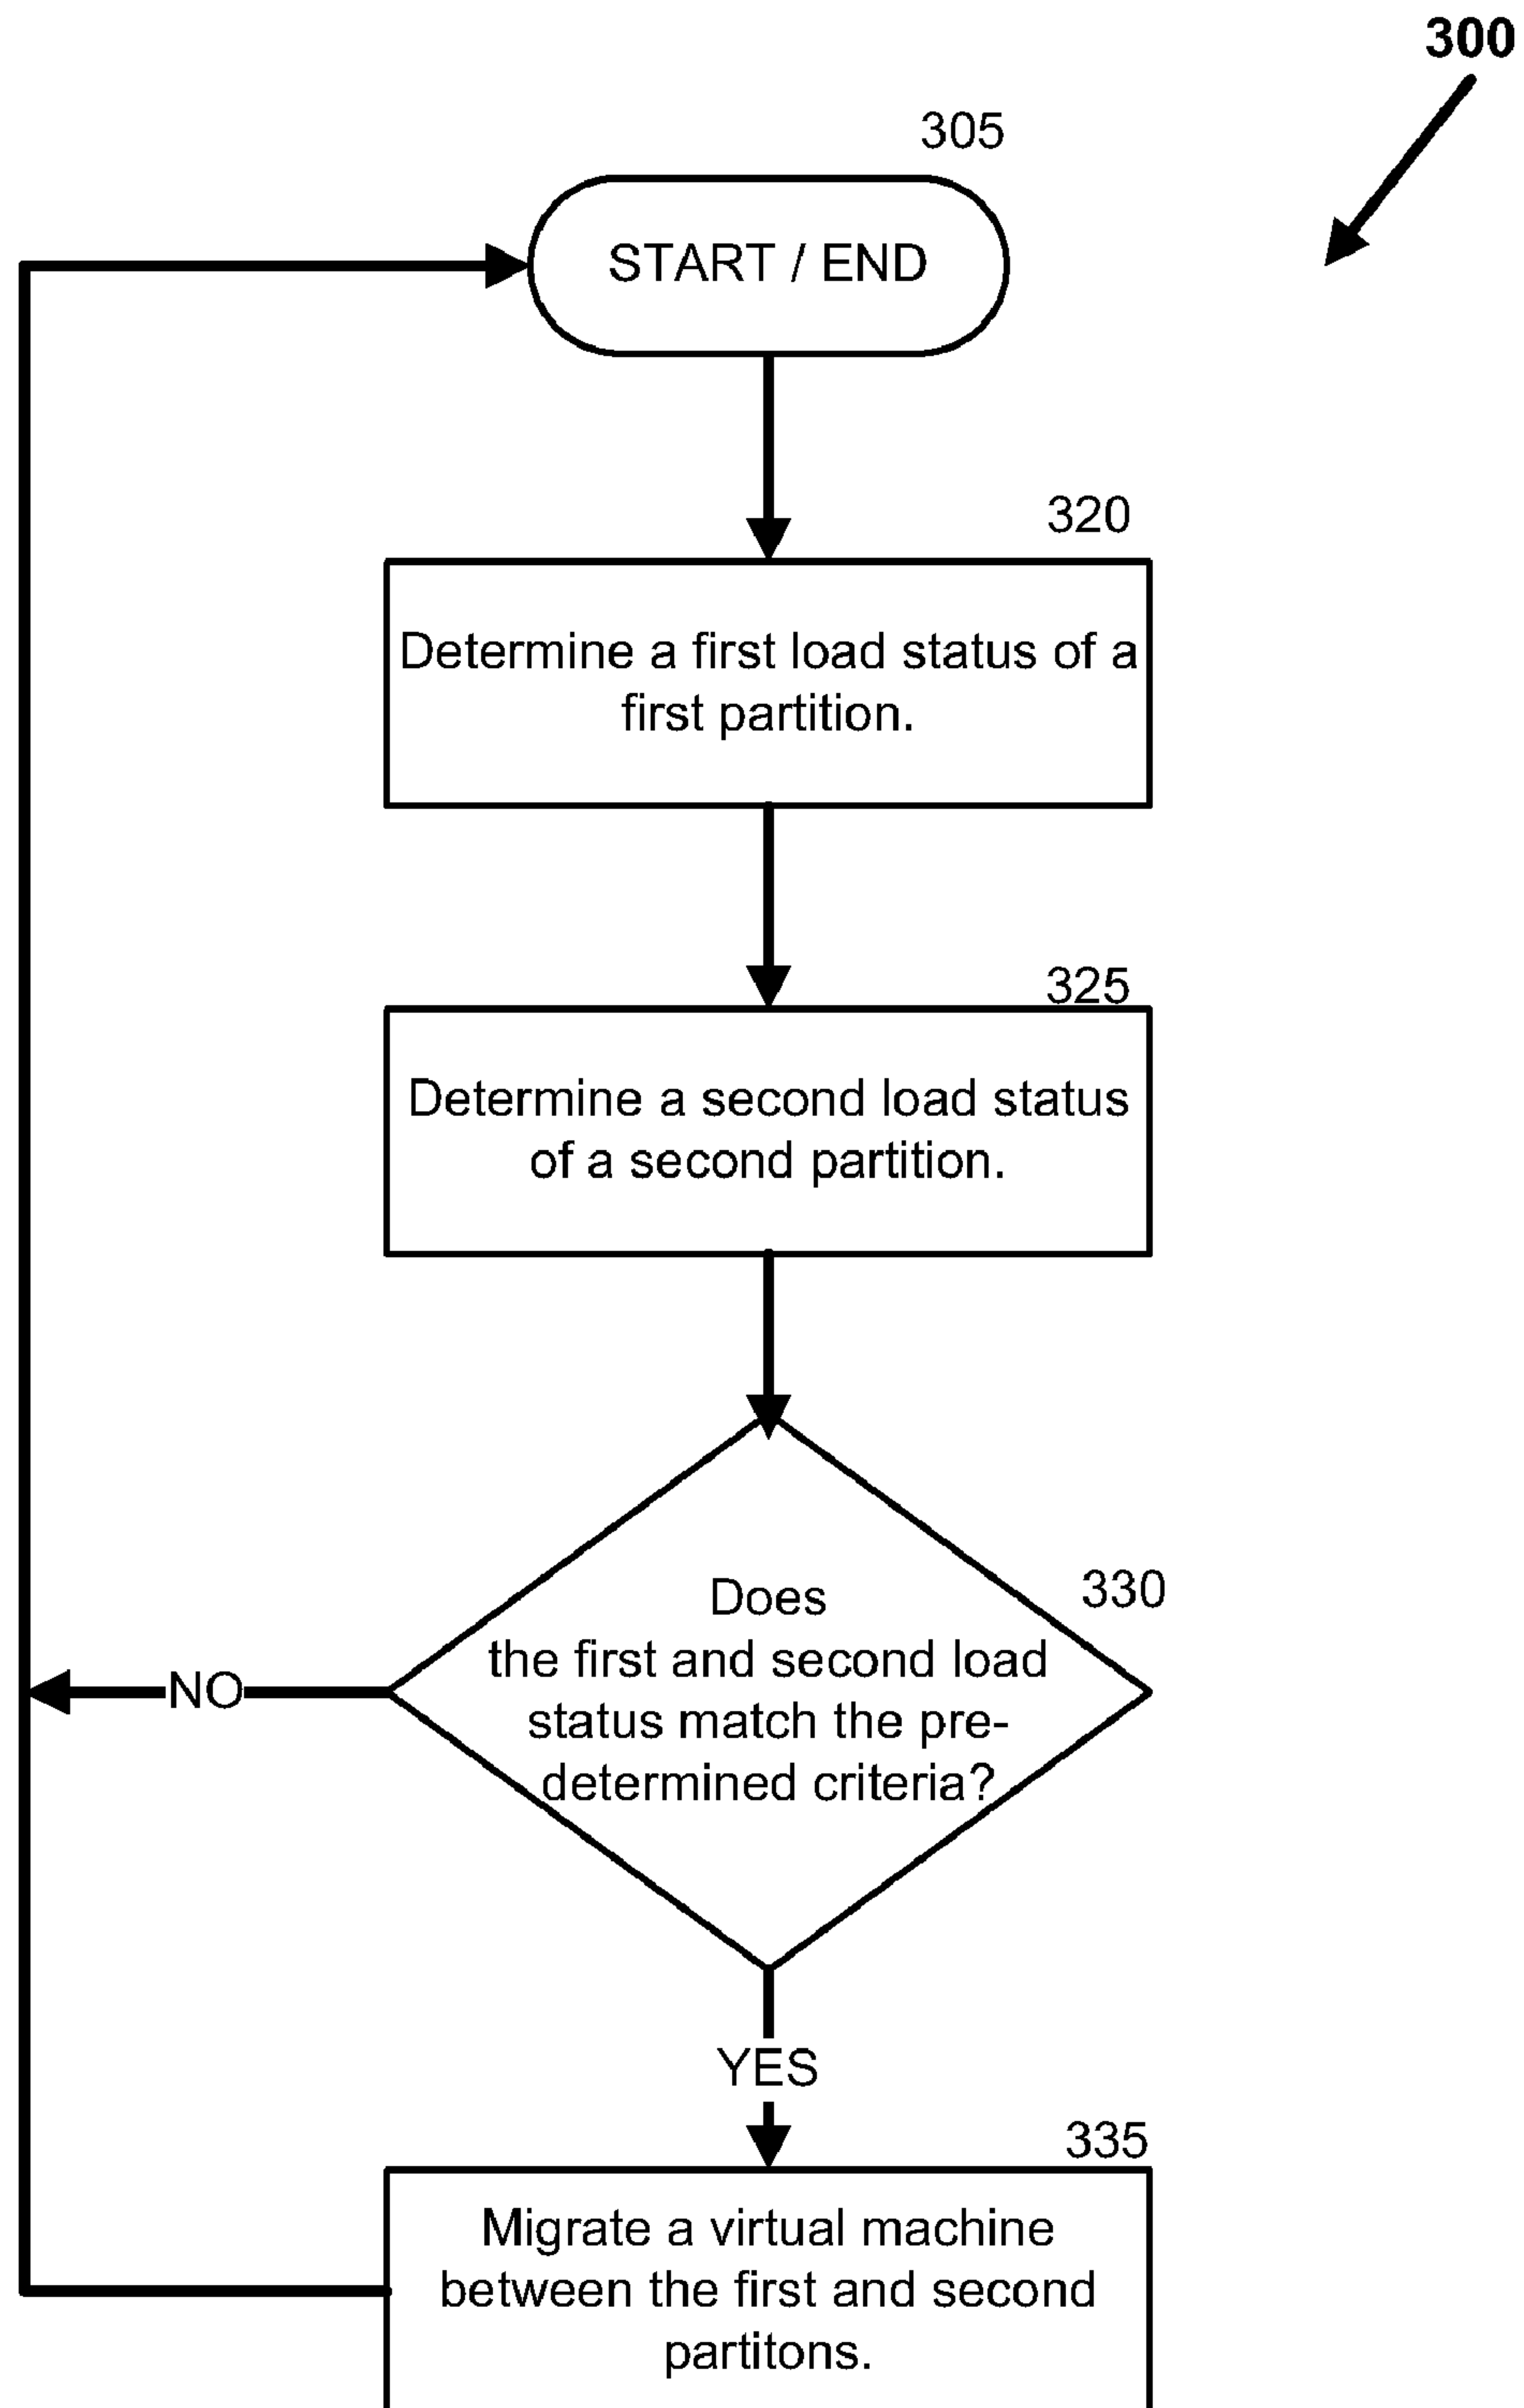 300
305
START / END
320
Determine a first load status of a
first partition.
325
Determine a second load status
of a second partition.
330
Does
the first and second load
status match the pre-
determined criteria?
NO
YES
335
Migrate a virtual machine
between the first and second
partitons.